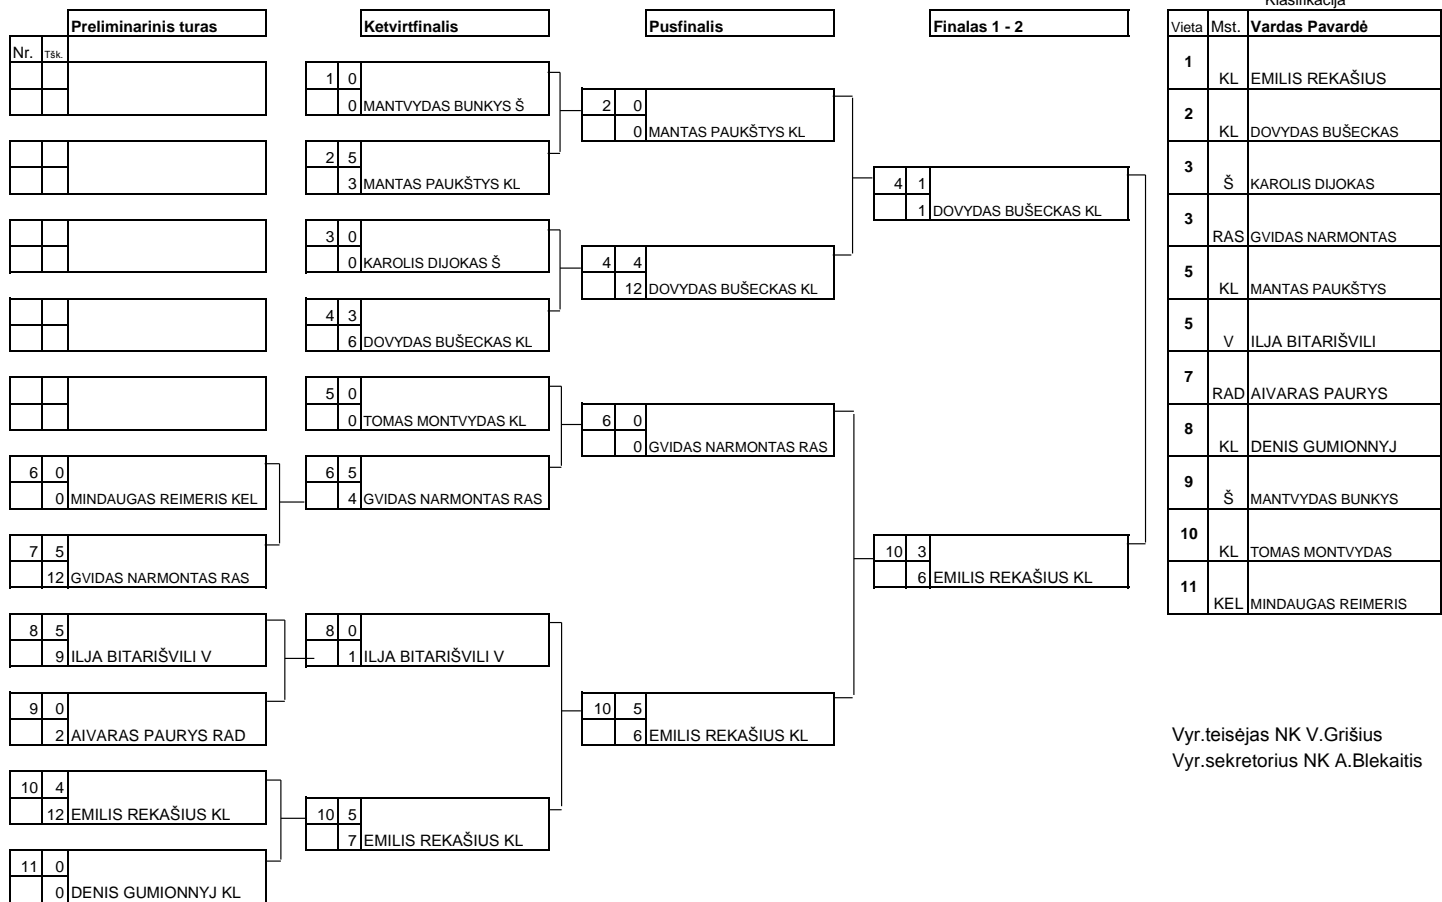 Klasifikacija
Preliminarinis turas Ketvirtfinalis Pusfinalis Finalas 1 - 2 Vieta Mst. Vardas Pavardė
Nr. Tšk.
1 0
0 MANTVYDAS BUNKYS Š
2 5
3 MANTAS PAUKŠTYS KL
3 0
0 KAROLIS DIJOKAS Š
4 3
6 DOVYDAS BUŠECKAS KL
5 0
0 TOMAS MONTVYDAS KL
6 0
0 MINDAUGAS REIMERIS KEL
7 5
12 GVIDAS NARMONTAS RAS
6 5
4 GVIDAS NARMONTAS RAS
8 5
9 ILJA BITARIŠVILI V
9 0
2 AIVARAS PAURYS RAD
8 0
1 ILJA BITARIŠVILI V
10 4
12 EMILIS REKAŠIUS KL
11 0
0 DENIS GUMIONNYJ KL
10 5
7 EMILIS REKAŠIUS KL
2 0
0 MANTAS PAUKŠTYS KL
4 4
12 DOVYDAS BUŠECKAS KL
6 0
0 GVIDAS NARMONTAS RAS
10 5
6 EMILIS REKAŠIUS KL
4 1
1 DOVYDAS BUŠECKAS KL
10 3
6 EMILIS REKAŠIUS KL
1 KL EMILIS REKAŠIUS
2 KL DOVYDAS BUŠECKAS
3 Š KAROLIS DIJOKAS
3 RAS GVIDAS NARMONTAS
5 KL MANTAS PAUKŠTYS
5 V ILJA BITARIŠVILI
7 RAD AIVARAS PAURYS
8 KL DENIS GUMIONNYJ
9 Š MANTVYDAS BUNKYS
10 KL TOMAS MONTVYDAS
11 KEL MINDAUGAS REIMERIS
Vyr.teisėjas NK V.Grišius
Vyr.sekretorius NK A.Blekaitis